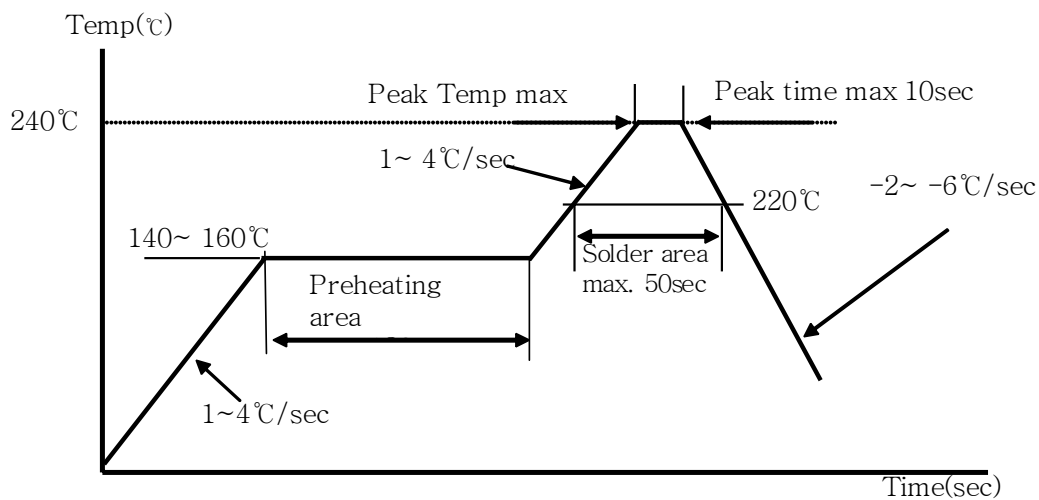 Temp(℃)
Peak Temp max
Peak time max 10sec
240℃
1~ 4℃/sec
-2~ -6℃/sec
220℃
140~ 160℃
Solder area
max. 50sec
Preheating
area
1~4℃/sec
Time(sec)